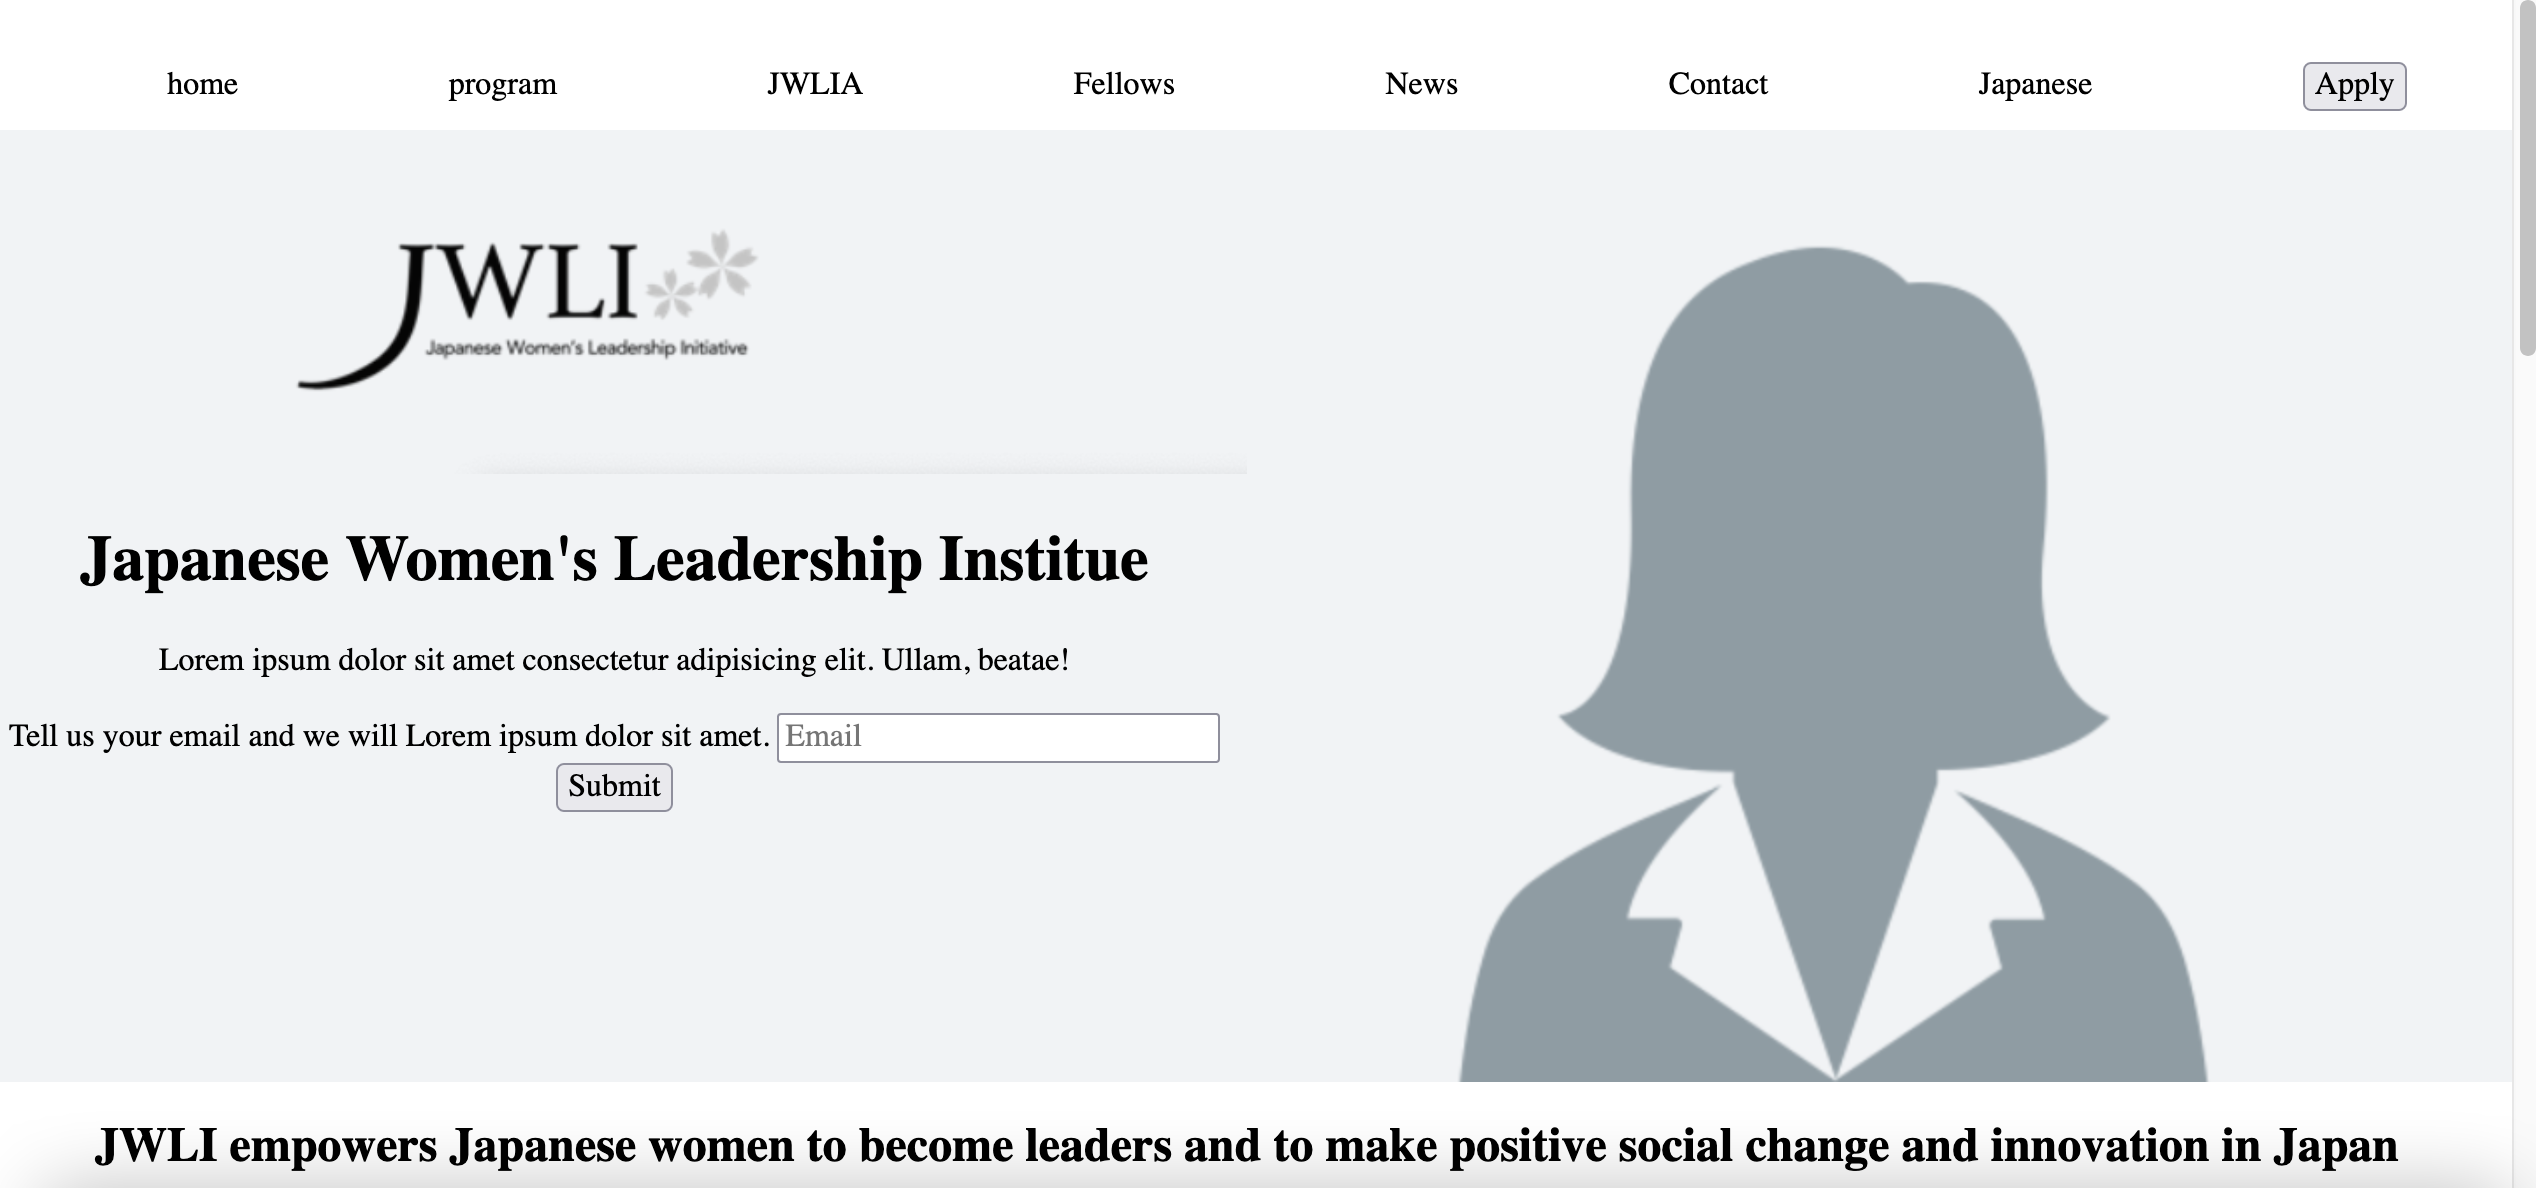 home program JWLIA Fellows News Contact Japanese Apply
JWLI
Japanese Women's Leadership Initiative
Japanese Women's Leadership Institue
Lorem ipsum dolor sit amet consectetur adipisicing elit. Ullam, beatae!
Tell us your email and we will Lorem ipsum dolor sit amet. Email
Submit
JWLI empowers Japanese women to become leaders and to make positive social change and innovation in Japan